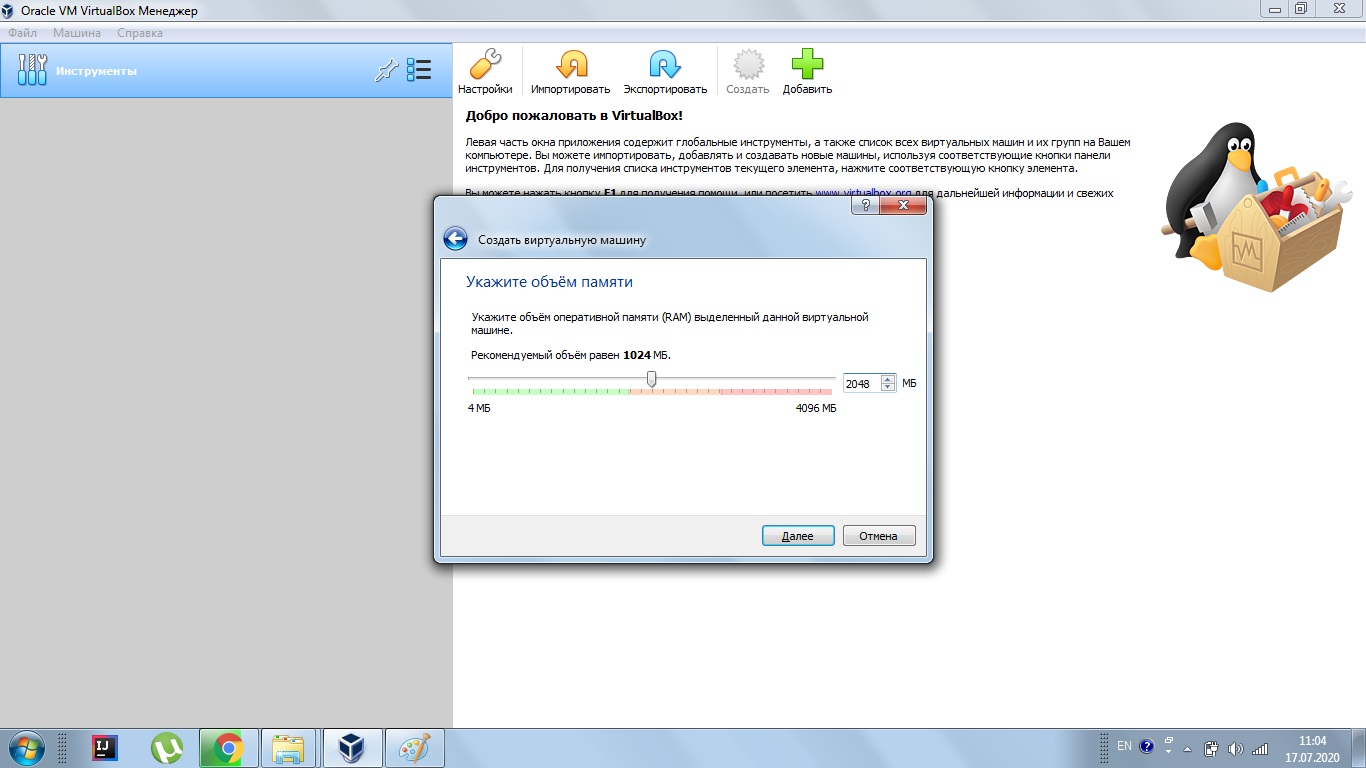 Oracle VM VirtualBox Менеджер
Файл Машина Справка
Инструменты
Настройки Импортировать Экспортировать Создать Добавить
Добро пожаловать в VirtualBox!
Левая часть окна приложения содержит глобальные инструменты, а также список всех виртуальных машин и их групп на Вашем
компьютере. Вы можете импортировать, добавлять и создавать новые машины, используя соответствующие кнопки панели
инструментов. Для получения списка инструментов текущего элемента, нажмите соответствующую кнопку элемента.
Вы можете нажать кнопку F1 для получения помощи, или посетить www.virtualbox.org для дальнейшей информации и свежих
?
Создать виртуальную машину
Укажите объём памяти
Укажите объём оперативной памяти (RAM) выделенный данной виртуальной
машине.
Рекомендуемый объём равен 1024 МБ.
2048 МБ
4 МБ 4096 МБ
Далее Отмена
IJ
EN ? 11:04
17.07.2020